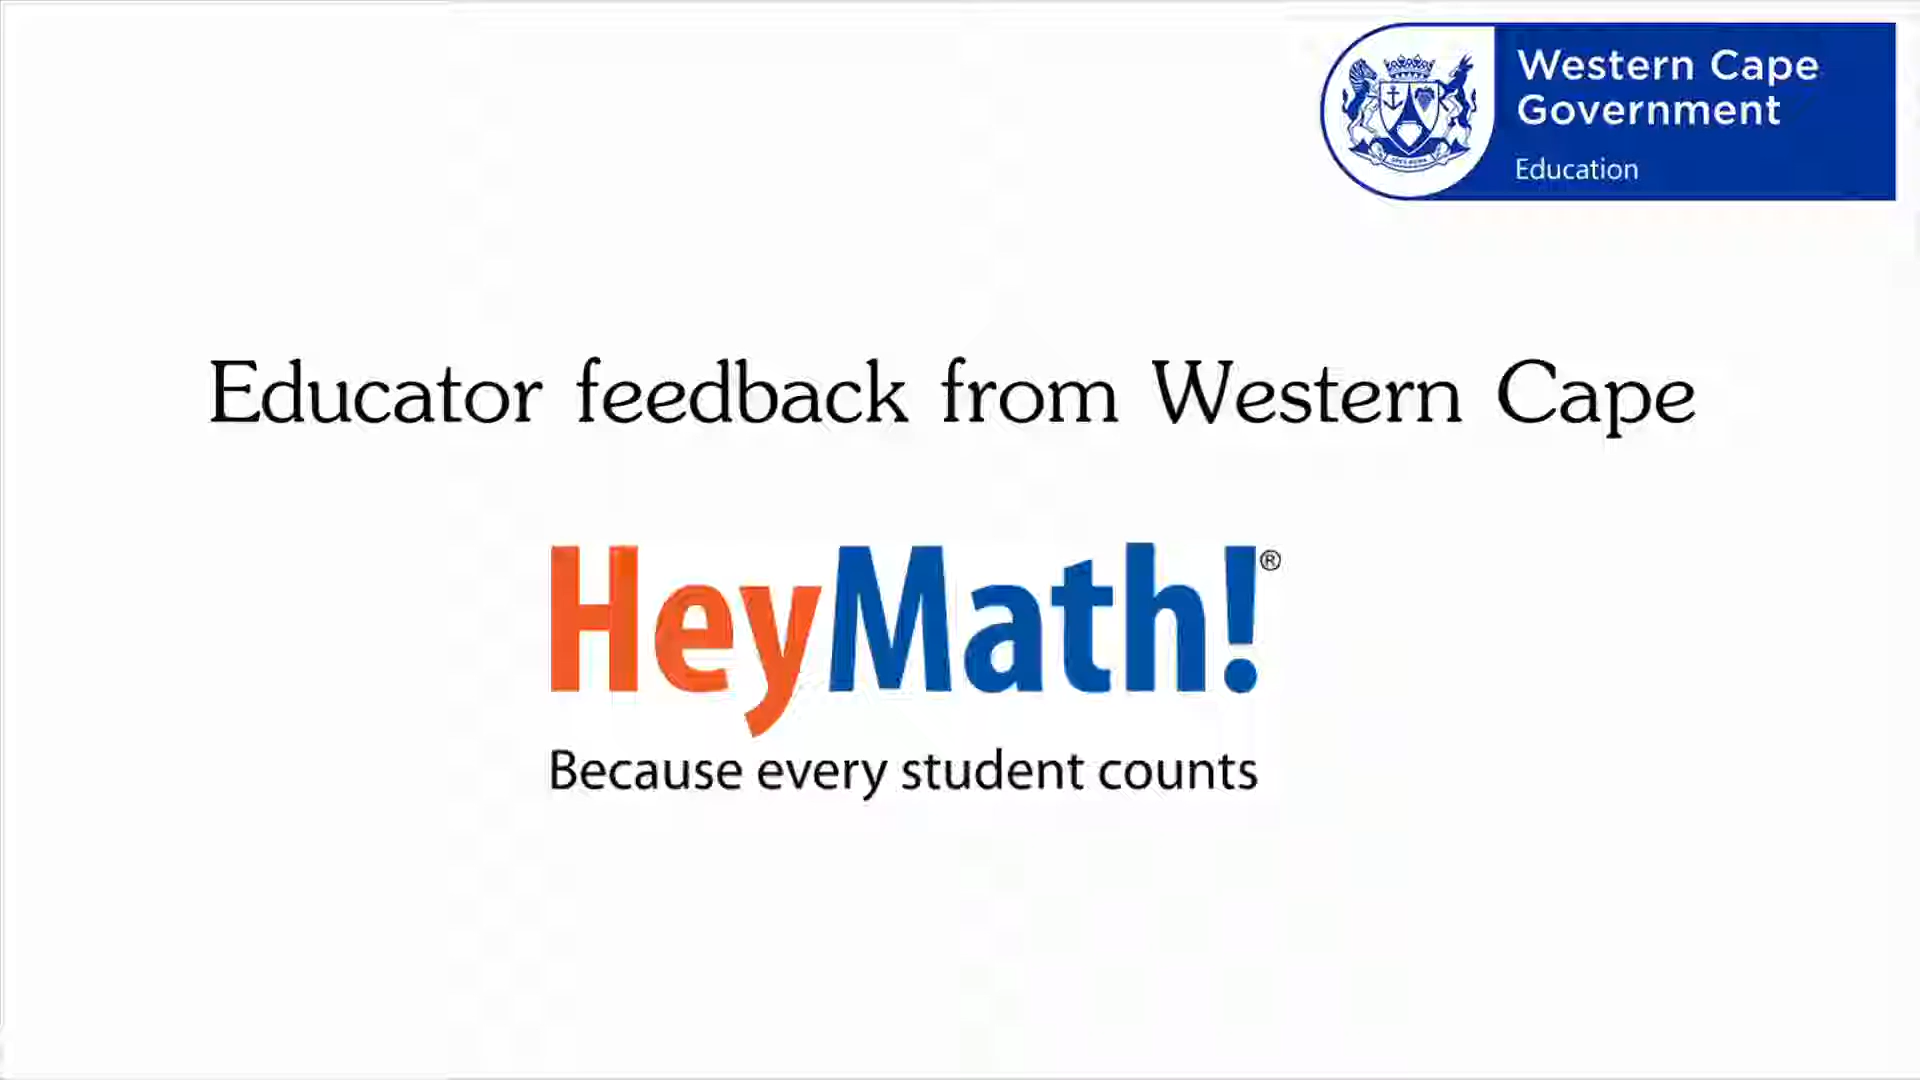 Western Cape
Government
Education
Educator feedback from Western Cape
HeyMath!®
Because every student counts